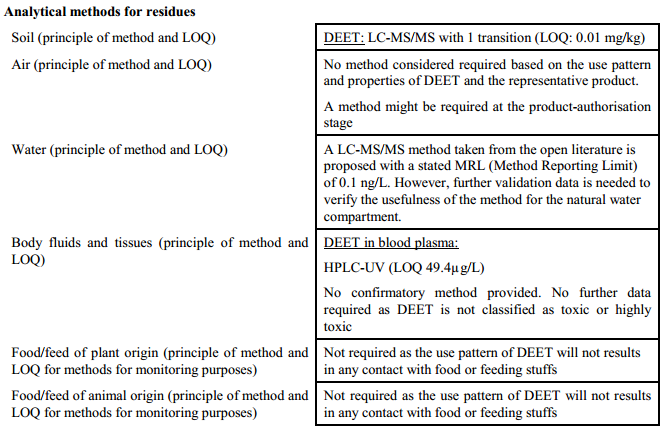 Analytical methods for residues
Soil (principle of method and LOQ)
DEET: LC-MS/MS with 1 transition (LOQ: 0.01 mg/kg)
Air (principle of method and LOQ)
No method considered required based on the use pattern
and properties of DEET and the representative product.
A method might be required at the product-authorisation
stage
Water (principle of method and LOQ)
A LC-MS/MS method taken from the open literature is
proposed with a stated MRL (Method Reporting Limit)
of 0.1 ng/L. However, further validation data is needed to
verify the usefulness of the method for the natural water
compartment.
Body fluids and tissues (principle of method and
LOQ)
DEET in blood plasma:
HPLC-UV (LOQ 49.4µg/L)
No confirmatory method provided. No further data
required as DEET is not classified as toxic or highly
toxic
Food/feed of plant origin (principle of method and
LOQ for methods for monitoring purposes)
Not required as the use pattern of DEET will not results
in any contact with food or feeding stuffs
Food/feed of animal origin (principle of method and
LOQ for methods for monitoring purposes)
Not required as the use pattern of DEET will not results
in any contact with food or feeding stuffs